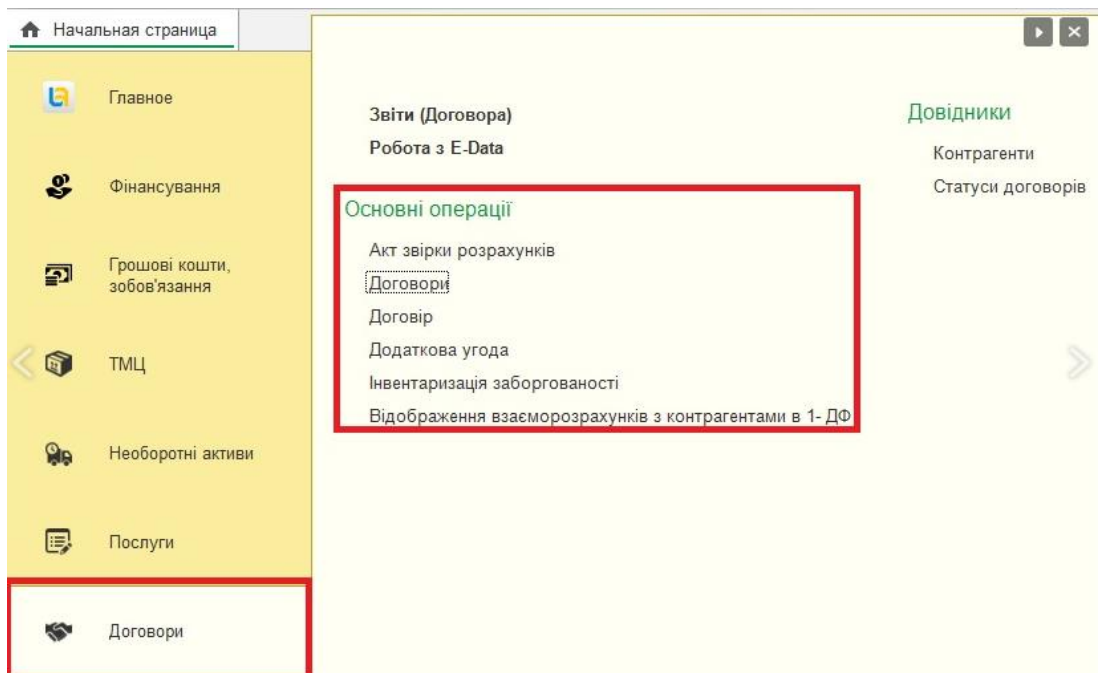 Начальная страница
Главное
Фінансування
Грошові кошти,
зобов'язання
ТМЦ
Необоротні активи
Послуги
Договори
Звіти (Договора)
Робота з E-Data
Основні операції
Акт звірки розрахунків
Договори
Договір
Додаткова угода
Інвентаризація заборгованості
Відображення взаєморозрахунків з контрагентами в 1- ДФ
Довідники
Контрагенти
Статуси договорів